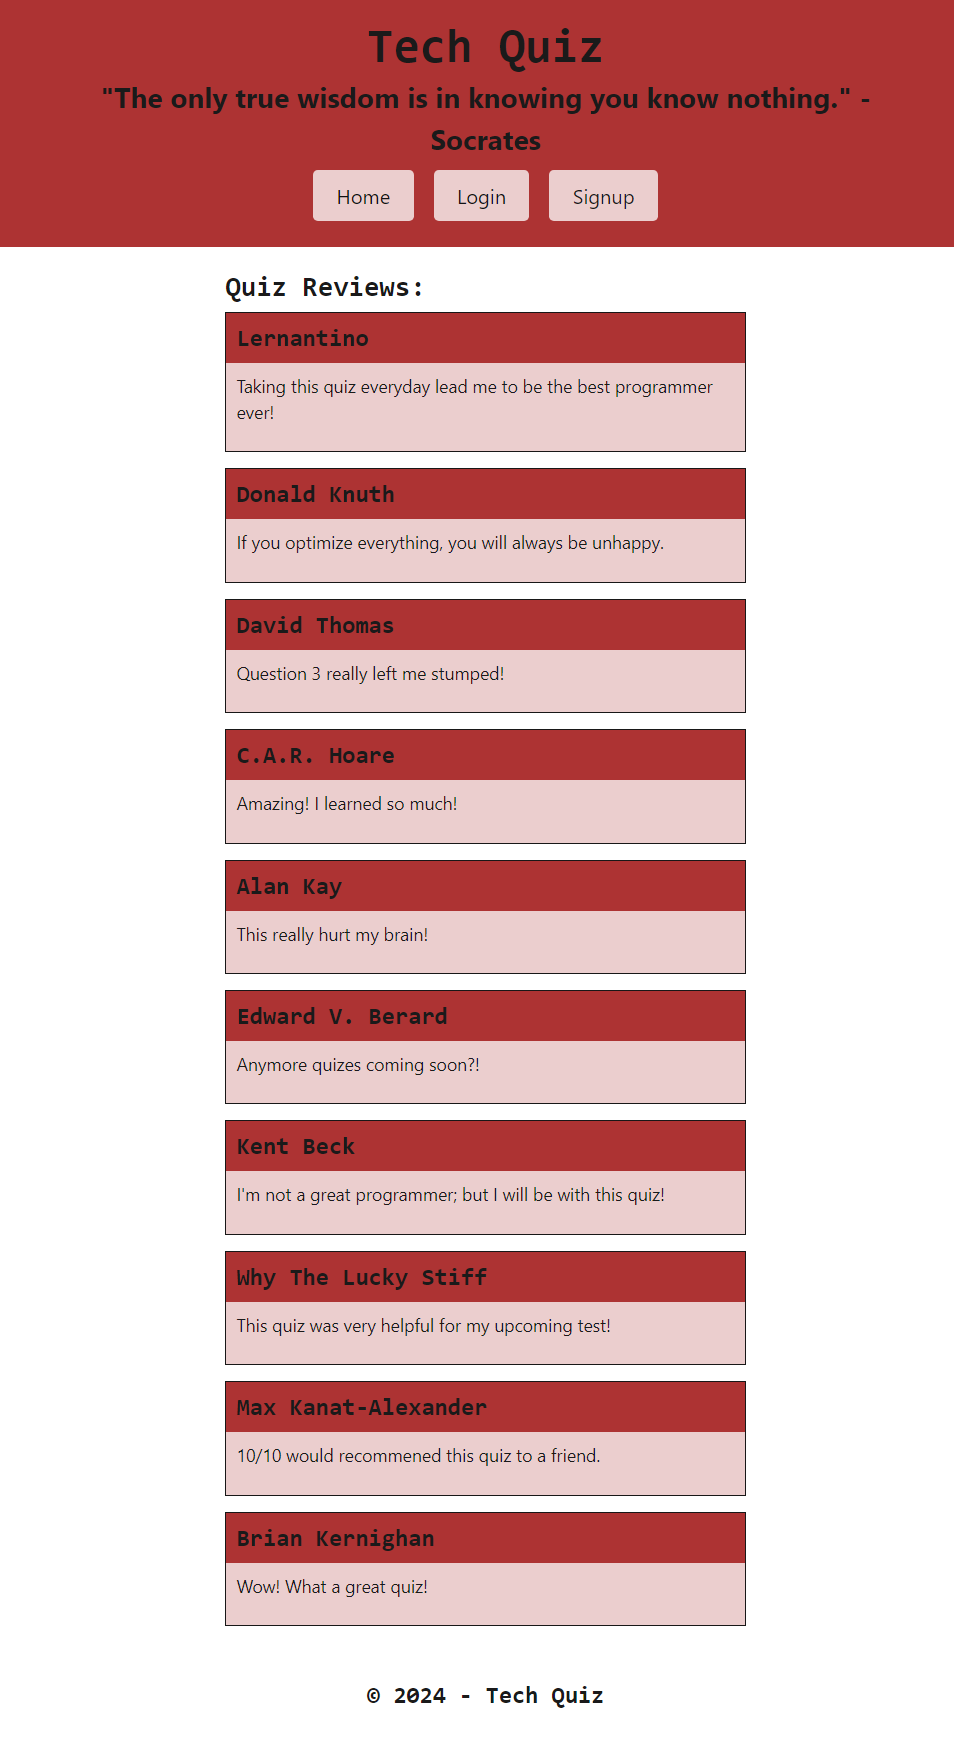 Tech Quiz
"The only true wisdom is in knowing you know nothing." -
Socrates
Home
Login
Signup
Quiz Reviews:
Lernantino
Taking this quiz everyday lead me to be the best programmer
ever!
Donald Knuth
If you optimize everything, you will always be unhappy.
David Thomas
Question 3 really left me stumped!
C.A.R. Hoare
Amazing! I learned so much!
Alan Kay
This really hurt my brain!
Edward V. Berard
Anymore quizes coming soon?!
Kent Beck
I'm not a great programmer; but I will be with this quiz!
Why The Lucky Stiff
This quiz was very helpful for my upcoming test!
Max Kanat-Alexander
10/10 would recommened this quiz to a friend.
Brian Kernighan
Wow! What a great quiz!
© 2024 - Tech Quiz